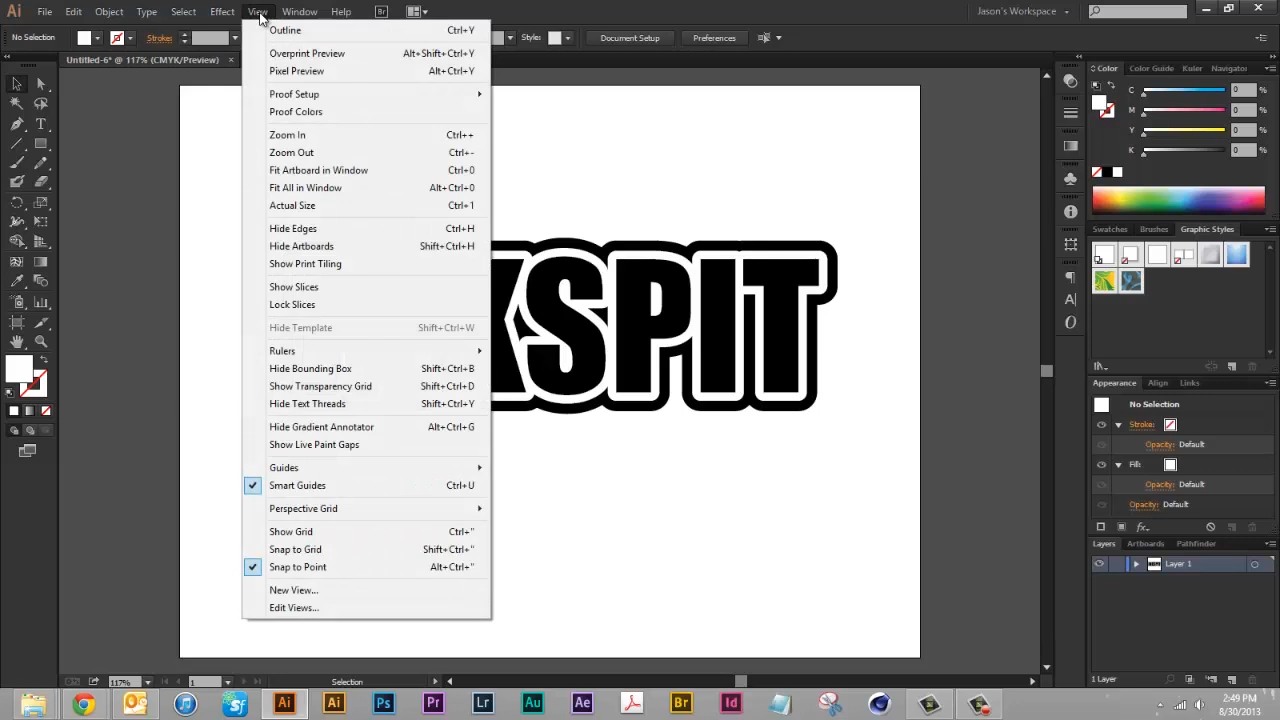 Ai File Edit Object Type Select Effect View Window Help Br Jason's Workspace
No Selection Stroke: Styles: Document Setup Preferences
Untitled-6* @ 117% (CMYK/Preview) ×
Outline Ctrl+Y
Overprint Preview Alt+Shift+Ctrl+Y
Pixel Preview Alt+Ctrl+Y
Proof Setup
Proof Colors
Zoom In Ctrl++
Zoom Out Ctrl+-
Fit Artboard in Window Ctrl+0
Fit All in Window Alt+Ctrl+0
Actual Size Ctrl+1
Hide Edges Ctrl+H
Hide Artboards Shift+Ctrl+H
Show Print Tiling
Show Slices
Lock Slices
Hide Template Shift+Ctrl+W
Rulers
Hide Bounding Box Shift+Ctrl+B
Show Transparency Grid Shift+Ctrl+D
Hide Text Threads Shift+Ctrl+Y
Hide Gradient Annotator Alt+Ctrl+G
Show Live Paint Gaps
Guides
Smart Guides Ctrl+U
Perspective Grid
Show Grid Ctrl+"
Snap to Grid Shift+Ctrl+"
Snap to Point Alt+Ctrl+"
New View...
Edit Views...
KSPIT
Color Color Guide Kuler Navigator
C 0 %
M 0 %
Y 0 %
K 0 %
Swatches Brushes Graphic Styles
Appearance Align Links
No Selection
Stroke:
Opacity: Default
Fill:
Opacity: Default
Opacity: Default
fx
Layers Artboards Pathfinder
Layer 1
1 Layer
117% 1 Selection
Ai Ai Ps Pr Lr Au Ae Br Id
2:49 PM
8/30/2013